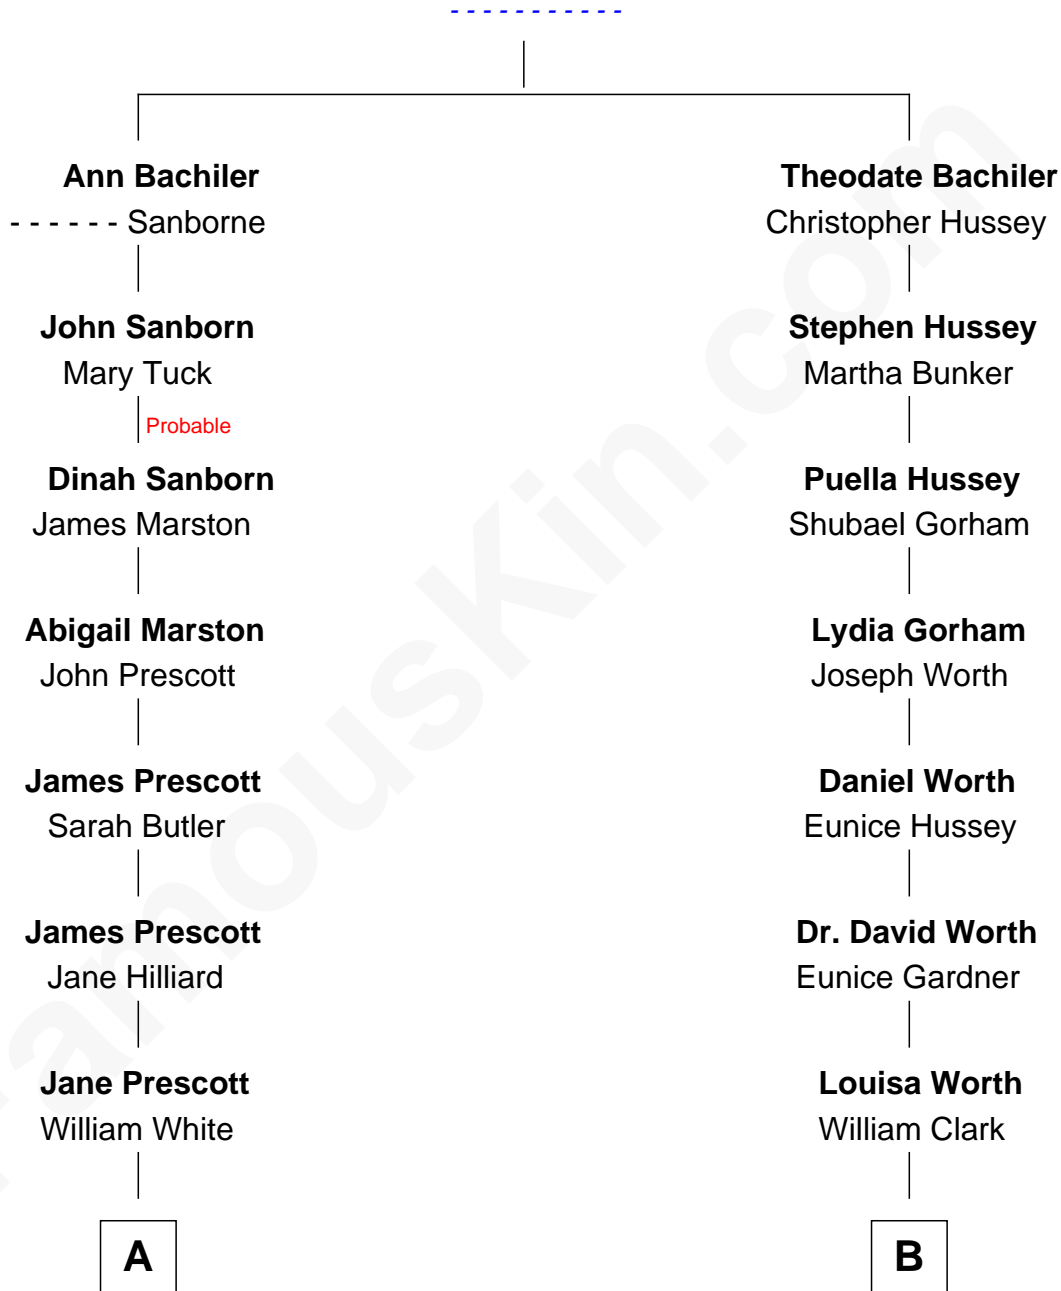 - - - - - - - - - - -
Ann Bachiler
- - - - - - Sanborne
John Sanborn
Mary Tuck
Probable
Dinah Sanborn
James Marston
Abigail Marston
John Prescott
James Prescott
Sarah Butler
James Prescott
Jane Hilliard
Jane Prescott
William White
A
Theodate Bachiler
Christopher Hussey
Stephen Hussey
Martha Bunker
Puella Hussey
Shubael Gorham
Lydia Gorham
Joseph Worth
Daniel Worth
Eunice Hussey
Dr. David Worth
Eunice Gardner
Louisa Worth
William Clark
B
FamousKin.com